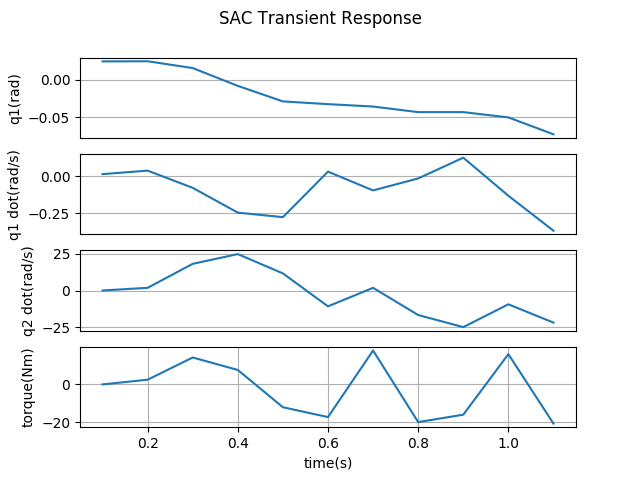 SAC Transient Response
0.00
−0.05
q1(rad)
0.00
−0.25
q1 dot(rad/s)
25
0
−25
q2 dot(rad/s)
0
−20
torque(Nm)
0.2 0.4 0.6 0.8 1.0
time(s)